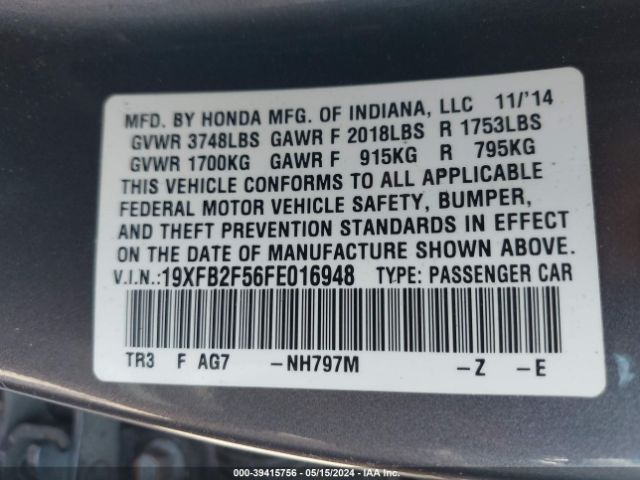 MFD. BY HONDA MFG. OF INDIANA, LLC 11/'14
GVWR 3748LBS GAWR F 2018LBS R 1753LBS
GVWR 1700KG GAWR F 915KG R 795KG
THIS VEHICLE CONFORMS TO ALL APPLICABLE
FEDERAL MOTOR VEHICLE SAFETY, BUMPER,
AND THEFT PREVENTION STANDARDS IN EFFECT
ON THE DATE OF MANUFACTURE SHOWN ABOVE.
V.I.N.:19XFB2F56FE016948 TYPE: PASSENGER CAR
TR3 F AG7 -NH797M -Z -E
000-39415756 - 05/15/2024 - IAAI.COM